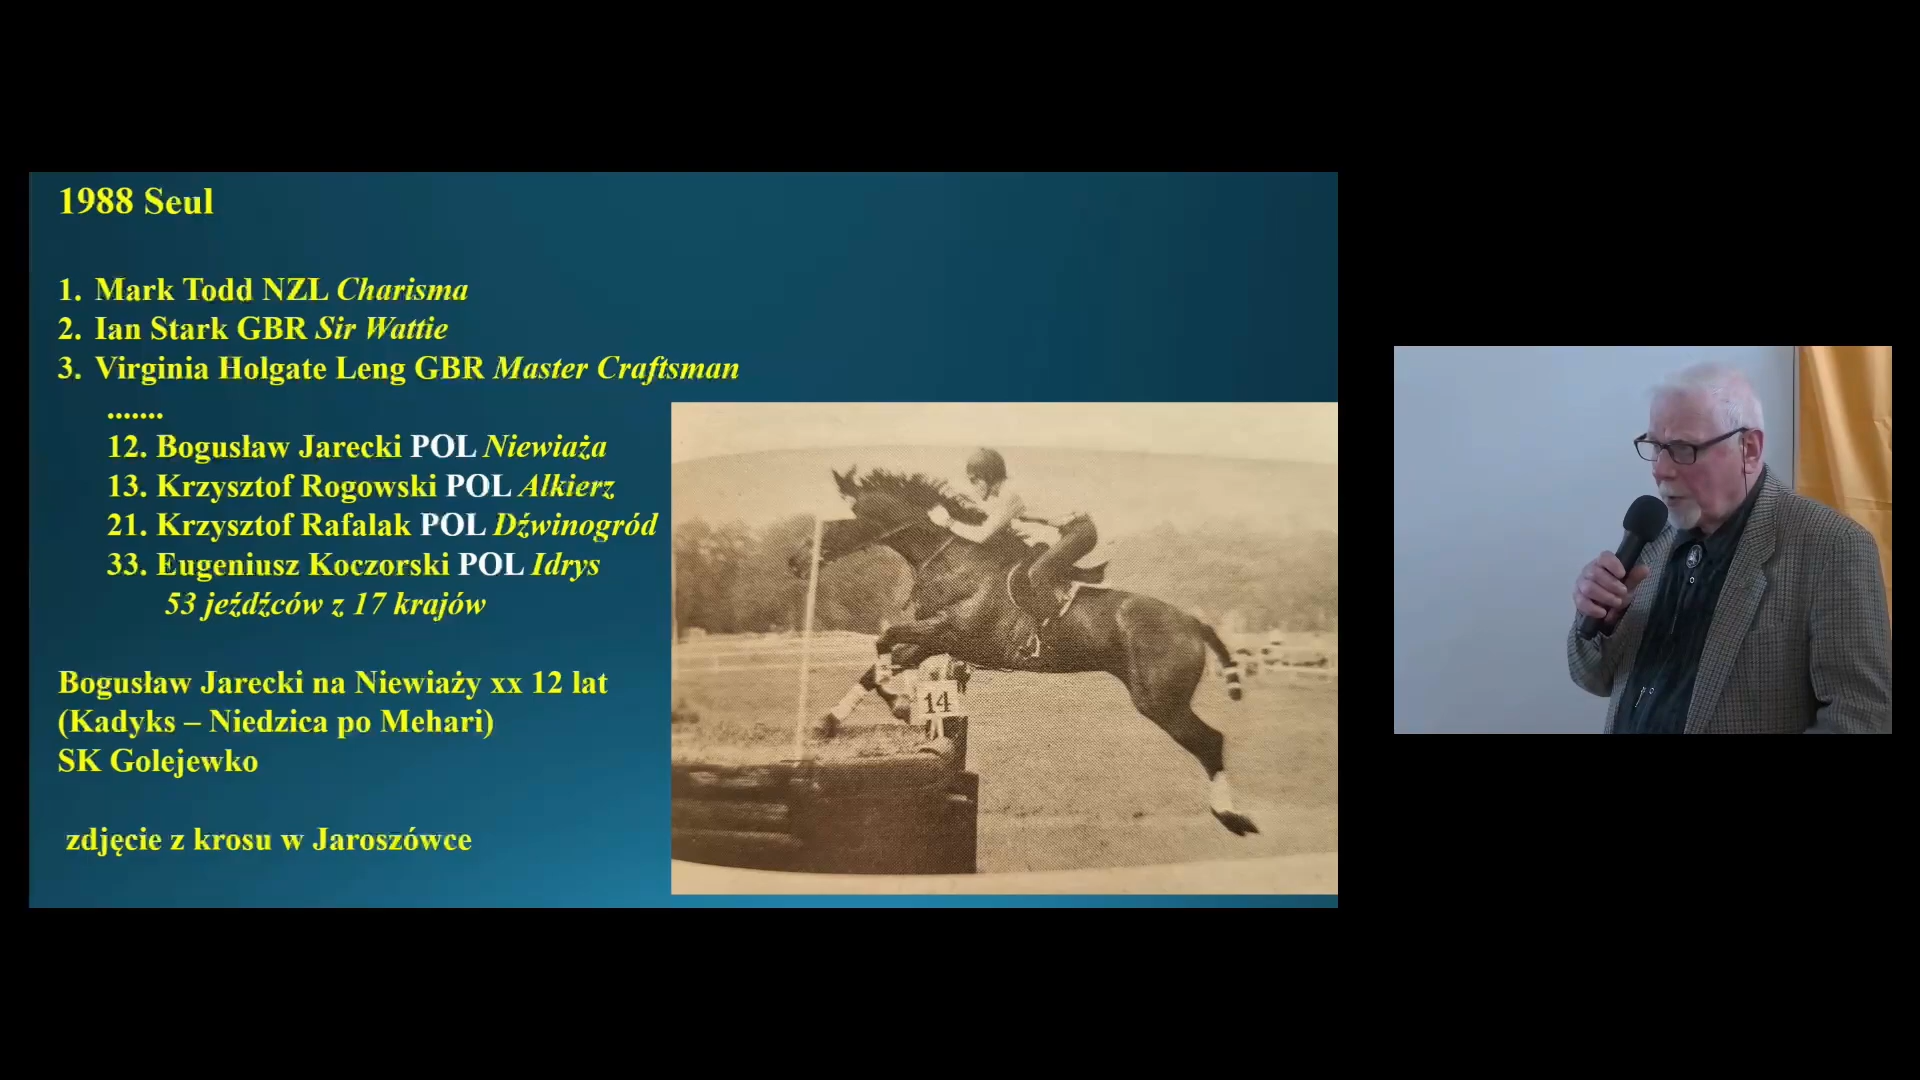 1988 Seul
1. Mark Todd NZL Charisma
2. Ian Stark GBR Sir Wattie
3. Virginia Holgate Leng GBR Master Craftsman
.......
12. Bogusław Jarecki POL Niewiaża
13. Krzysztof Rogowski POL Alkierz
21. Krzysztof Rafalak POL Dźwinogród
33. Eugeniusz Koczorski POL Idrys
53 jeźdźców z 17 krajów
Bogusław Jarecki na Niewiaży xx 12 lat
(Kadyks – Niedzica po Mehari)
SK Golejewko
zdjęcie z krosu w Jaroszówce
14